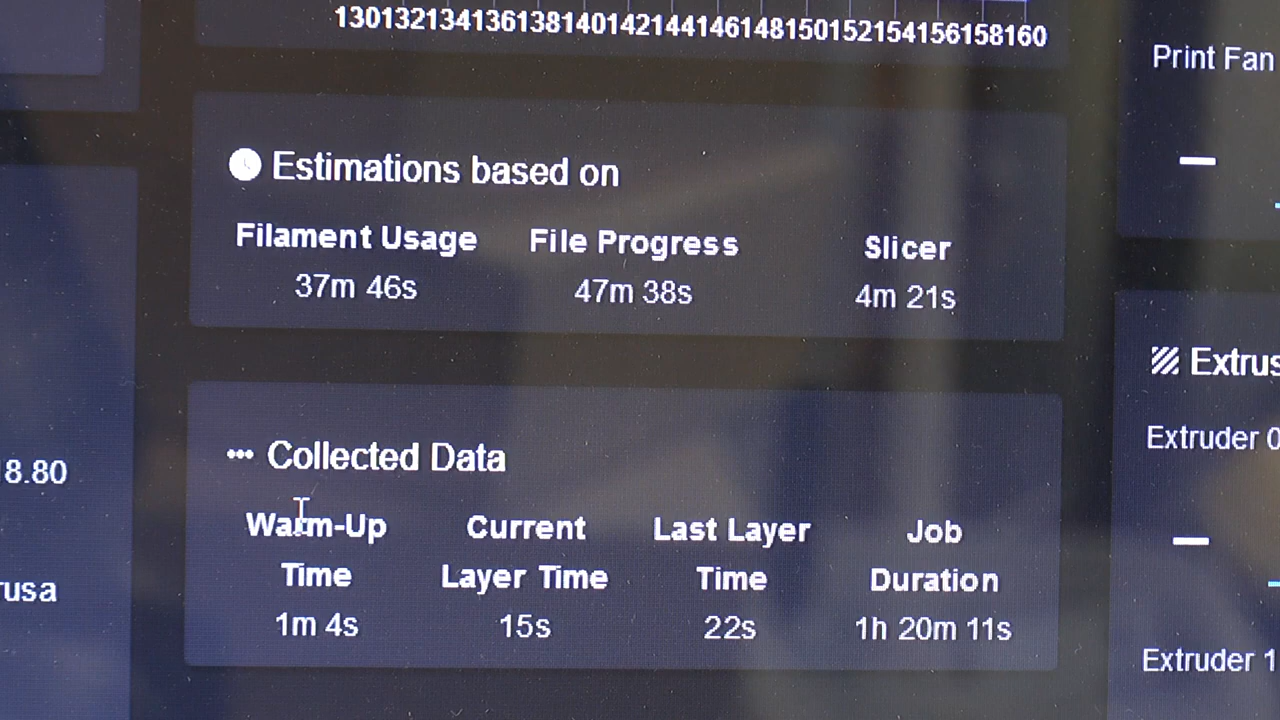 130132134136138140142144146148150152154156158160
Print Fan
Estimations based on
Filament Usage File Progress Slicer
37m 46s 47m 38s 4m 21s
Extrus
Extruder 0
8.80
Collected Data
Warm-Up Current Last Layer Job
Time Layer Time Time Duration
1m 4s 15s 22s 1h 20m 11s
rusa
Extruder 1